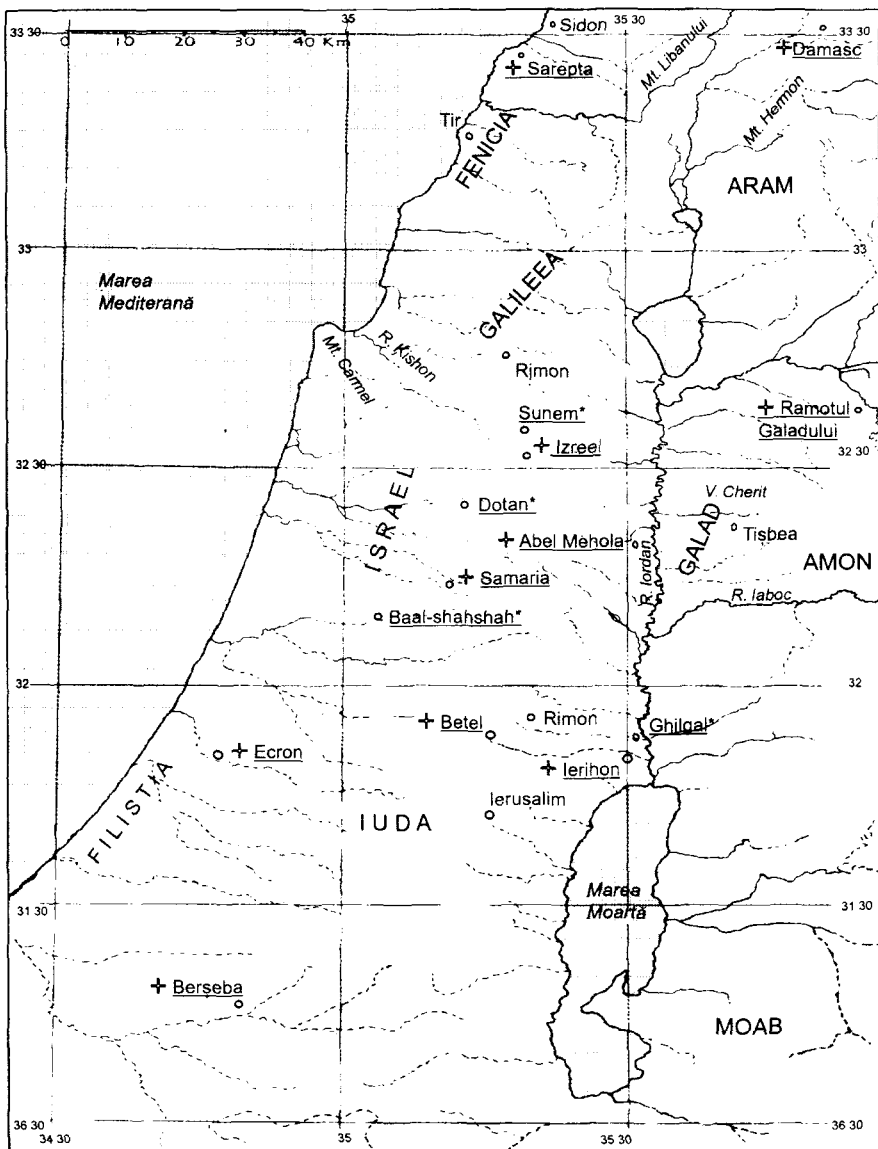 35
35 30
33 30
Sidon
33 30
0 10 20 30 40 Km
Mt. Libanului
Damasc
Sarepta
Mt. Hermon
Tir
FENICIA
ARAM
33
33
Marea
Mediterană
GALILEEA
R. Kishon
Mt. Carmel
Rimon
Sunem*
Ramotul
Galadului
Izreel
32 30
32 30
ISRAEL
V. Cherit
Dotan*
GALAD
Tisbea
Abel Mehola
R. Iordan
AMON
Samaria
R. Iaboc
Baal-shahshah*
32
32
Betel
Rimon
Ghilgal*
Ecron
Ierihon
FILISTIA
Ierusalim
IUDA
Marea
Moartă
31 30
31 30
Berseba
MOAB
36 30
36 30
34 30
35
35 30